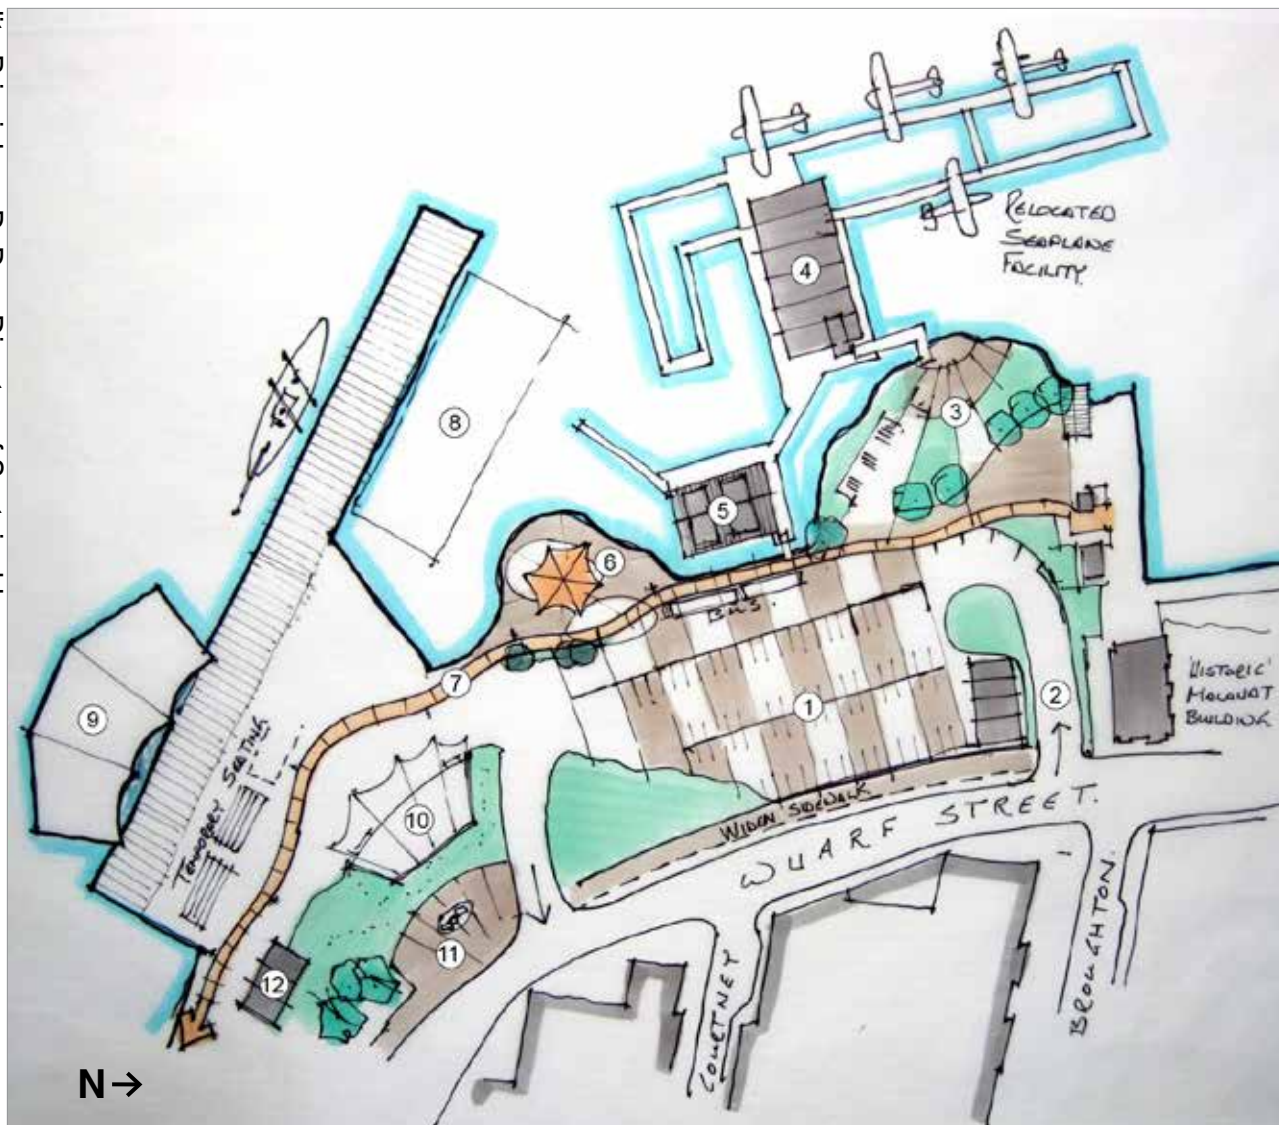 RELOCATED
SEAPLANE
FACILITY
4
3
8
5
6
BUS.
7
1
2
9
'HISTORIC'
MALAHAT
BUILDING
TEMPORARY SEATING
10
WIDEN SIDEWALK
WHARF STREET.
11
12
COURTNEY
BROUGHTON
N→